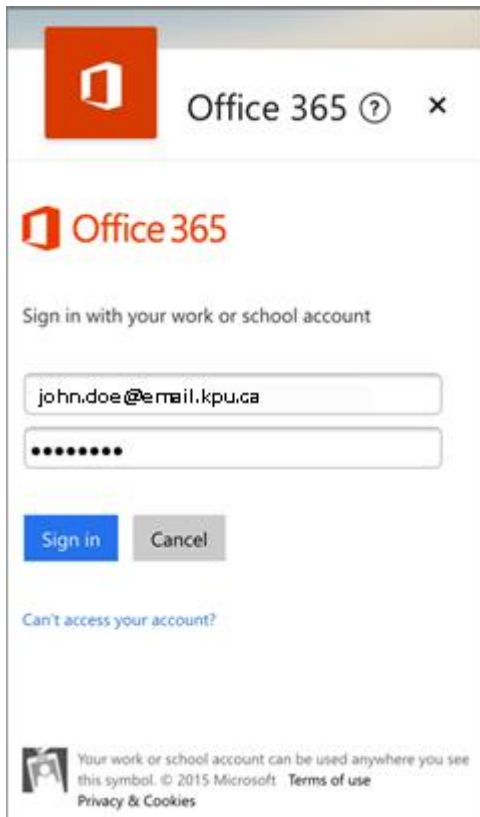 Office 365 ? ×
Office 365
Sign in with your work or school account
john.doe@email.kpu.ca
••••••••
Sign in Cancel
Can't access your account?
Your work or school account can be used anywhere you see
this symbol. © 2015 Microsoft Terms of use
Privacy & Cookies